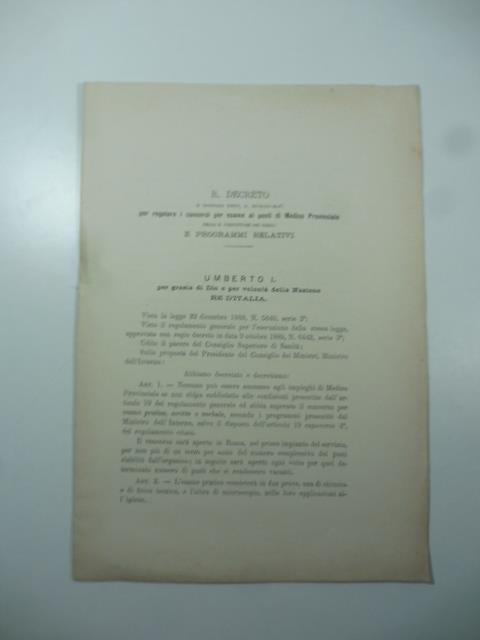 R. DECRETO
per regolare i concorsi per esame ai posti di Medico Provinciale
E PROGRAMMI RELATIVI
UMBERTO I.
per grazia di Dio e per volontà della Nazione
RE D'ITALIA.
Vista la legge 22 dicembre 1888, N. 5849, serie 3ª;
Visto il regolamento generale per l'esecuzione della stessa legge,
approvato con regio decreto in data 9 ottobre 1889, N. 6442, serie 3ª;
Udito il parere del Consiglio Superiore di Sanità;
Sulla proposta del Presidente del Consiglio dei Ministri, Ministro
dell'Interno:
Abbiamo decretato e decretiamo:
Art. 1. — Nessuno può essere ammesso agli impieghi di Medico
Provinciale se non abbia soddisfatto alle condizioni prescritte dall'ar-
ticolo 19 del regolamento generale ed abbia superato il concorso per
esame pratico, scritto e verbale, secondo i programmi prescritti dal
Ministro dell'Interno, salvo il disposto dell'articolo 19 capoverso 4°,
del regolamento stesso.
Il concorso sarà aperto in Roma, nel primo impianto del servizio,
per non più di un terzo per esito del numero complessivo dei posti
stabiliti dall'organico; in seguito sarà aperto ogni volta per quel de-
terminato numero di posti che si renderanno vacanti.
Art. 2. — L'esame pratico consisterà in due prove, una di chimica
e di fisica tecnica, e l'altra di microscopia, nelle loro applicazioni al-
l'igiene.